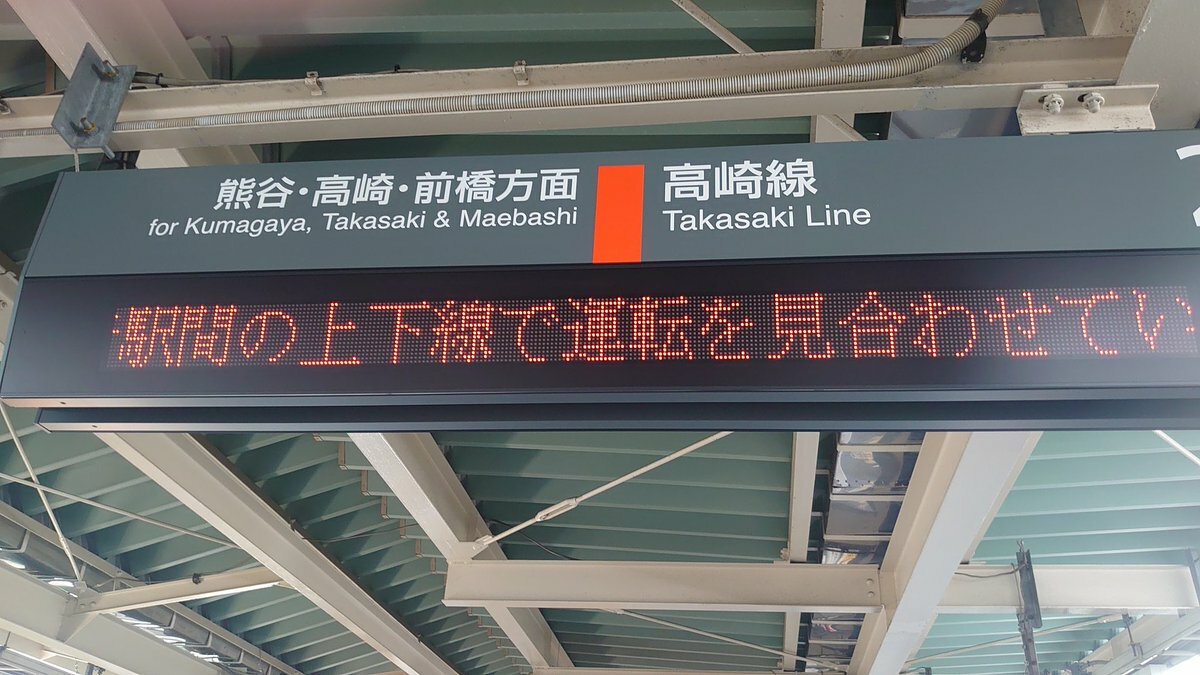 熊谷・高崎・前橋方面
for Kumagaya, Takasaki & Maebashi
高崎線
Takasaki Line
駅間の上下線で運転を見合わせてい